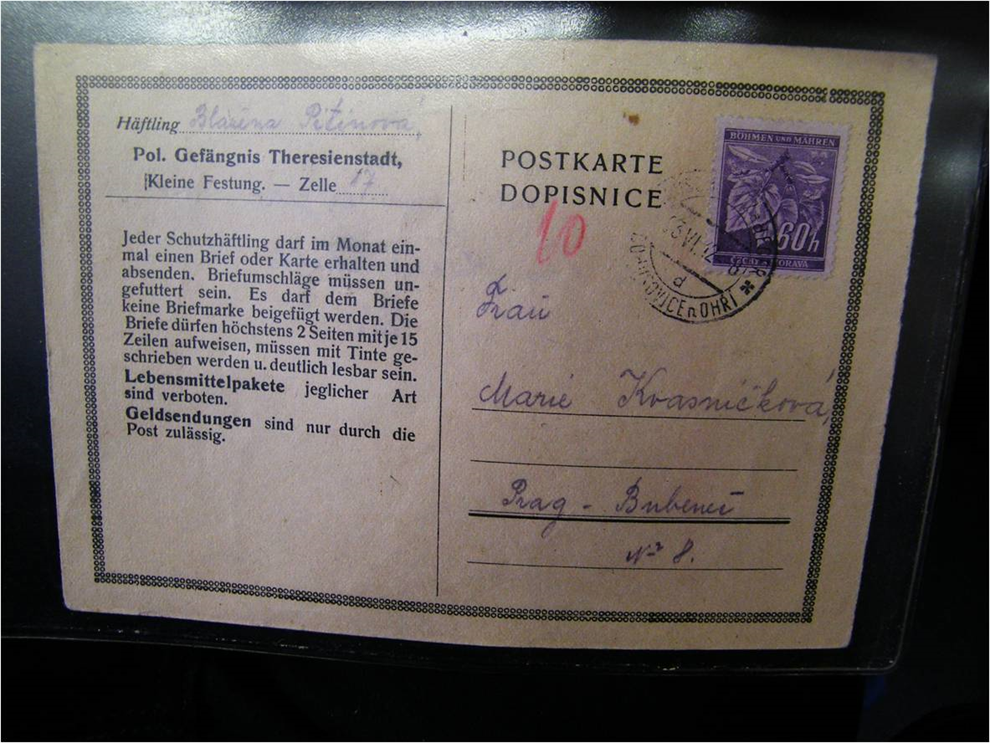 Häftling Blažena Pitinová
Pol. Gefängnis Theresienstadt,
Kleine Festung. — Zelle 17
Jeder Schutzhäftling darf im Monat ein-
mal einen Brief oder Karte erhalten und
absenden. Briefumschläge müssen un-
gefuttert sein. Es darf dem Briefe
keine Briefmarke beigefügt werden. Die
Briefe dürfen höchstens 2 Seiten mit je 15
Zeilen aufweisen, müssen mit Tinte ge-
schrieben werden u. deutlich lesbar sein.
Lebensmittelpakete jeglicher Art
sind verboten.
Geldsendungen sind nur durch die
Post zulässig.
POSTKARTE
DOPISNICE
10
BÖHMEN UND MÄHREN
60h
ČECHY A MORAVA
Frau
Marie Kvasničková,
Prag - Bubeneč
Nº 8.